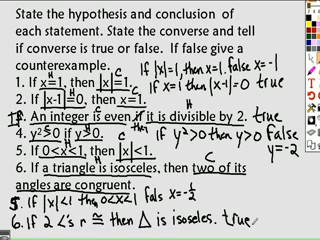 State the hypothesis and conclusion of
each statement. State the converse and tell
if converse is true or false. If false give a
counterexample.
H C
1. If x=1, then |x|=1. If |x|=1, then x=1. false x=-1
H C
2. If |x-1|=0, then x=1. If x=1 then |x-1|=0 true
If C H
3. An integer is even if it is divisible by 2. true
4. y²>0 if y>0. If y²>0 then y>0 false
C H
y=-2
5. If 0<x<1, then |x|<1.
H C
6. If a triangle is isosceles, then two of its
angles are congruent.
5. If |x|<1 then 0<x<1 fals x=-½
6. If 2 ∠'s ≅ then △ is isoseles. true